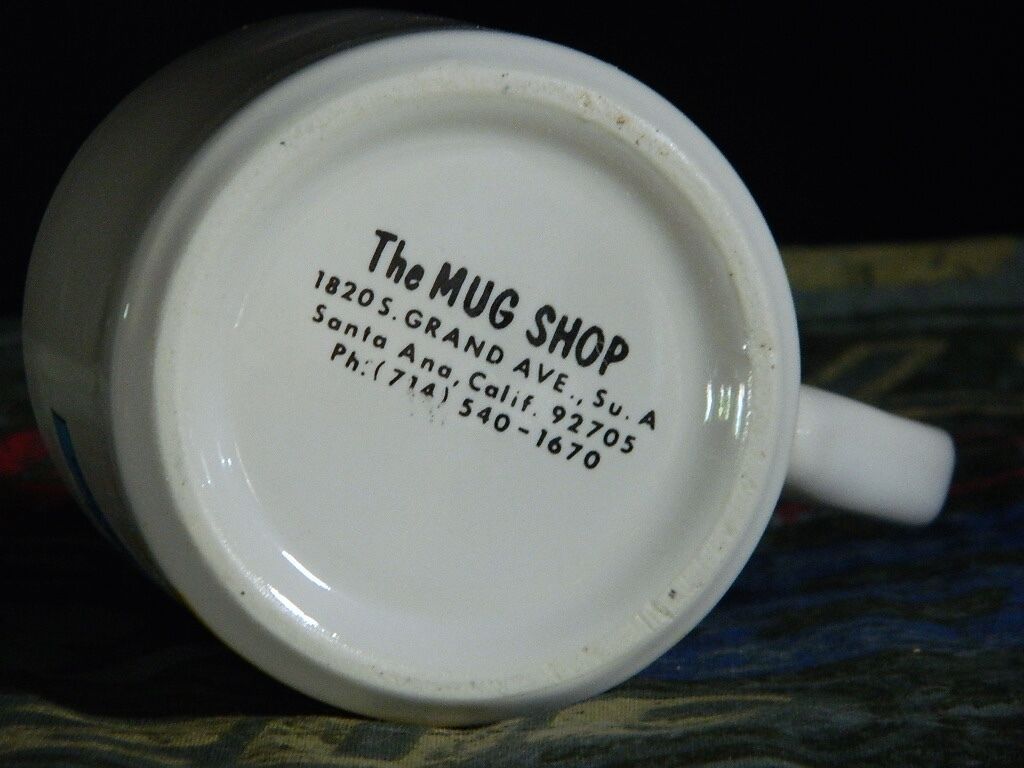 The MUG SHOP
1820 S. GRAND AVE., Su. A
Santa Ana, Calif. 92705
Ph:(714) 540-1670